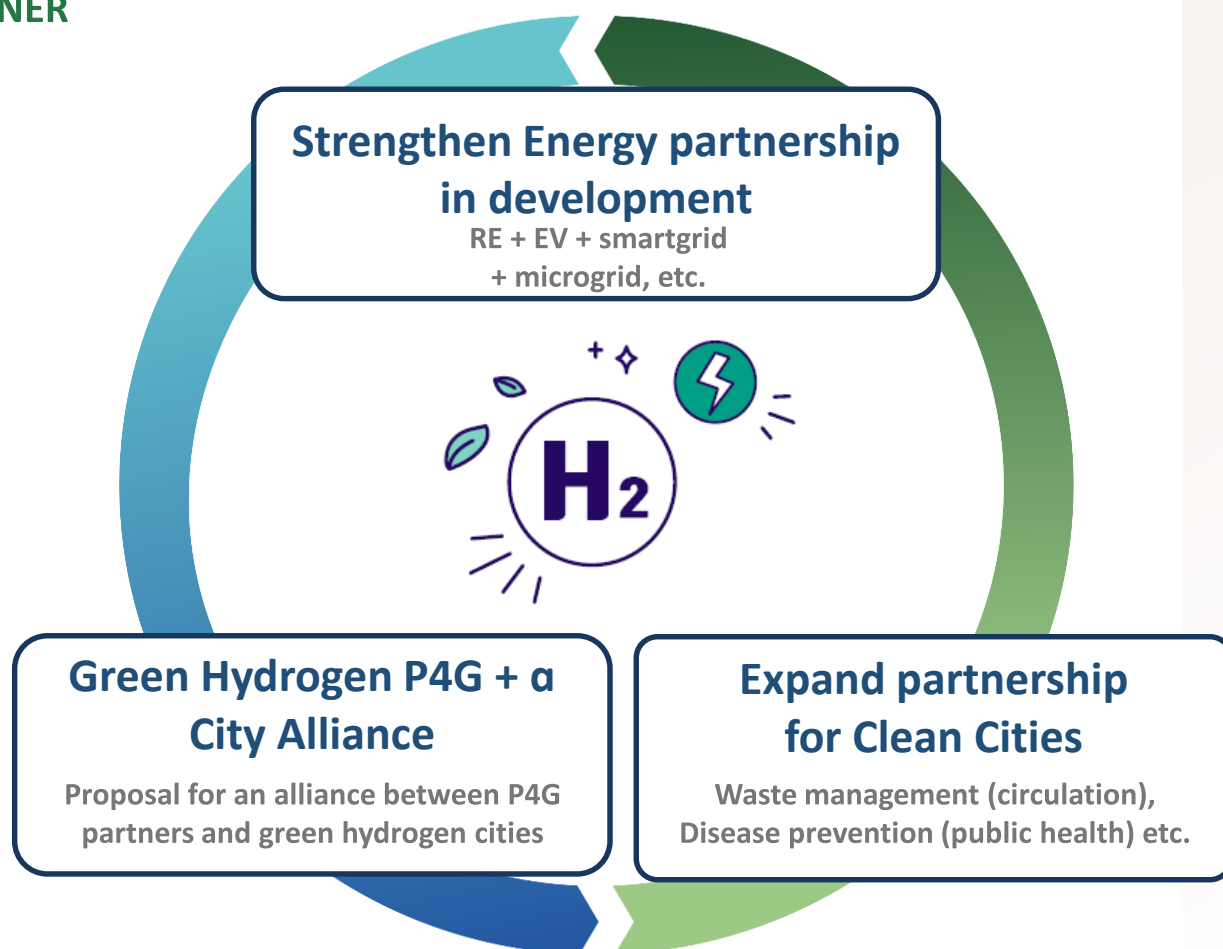 NER
Strengthen Energy partnership
in development
RE + EV + smartgrid
+ microgrid, etc.
H2
Green Hydrogen P4G + α
City Alliance
Proposal for an alliance between P4G
partners and green hydrogen cities
Expand partnership
for Clean Cities
Waste management (circulation),
Disease prevention (public health) etc.